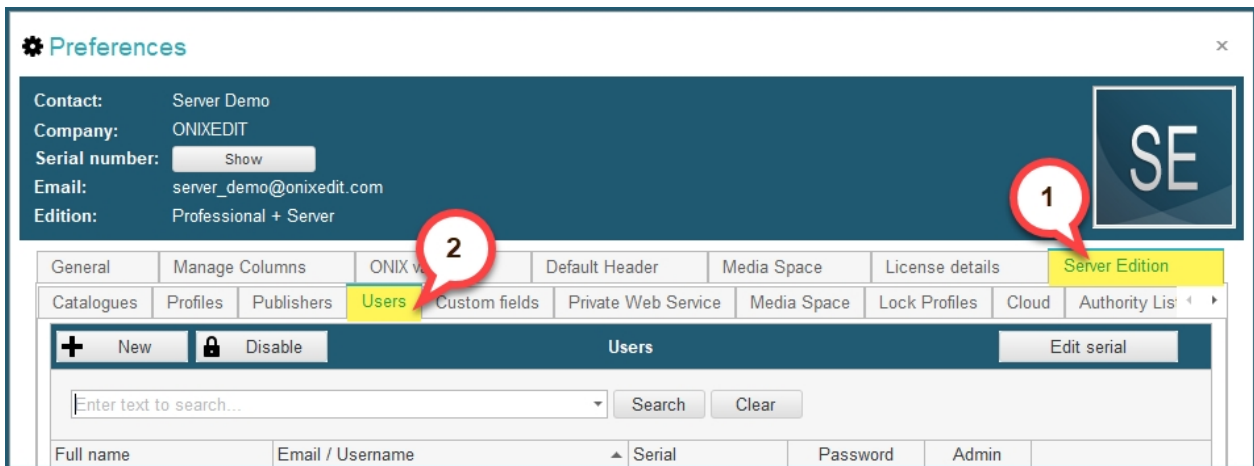 Preferences
Contact: Server Demo
Company: ONIXEDIT
Serial number: Show
Email: server_demo@onixedit.com
Edition: Professional + Server
SE
1
2
General Manage Columns ONIX Default Header Media Space License details Server Edition
Catalogues Profiles Publishers Users Custom fields Private Web Service Media Space Lock Profiles Cloud Authority Lis
New Disable Users Edit serial
Enter text to search... Search Clear
Full name Email / Username Serial Password Admin